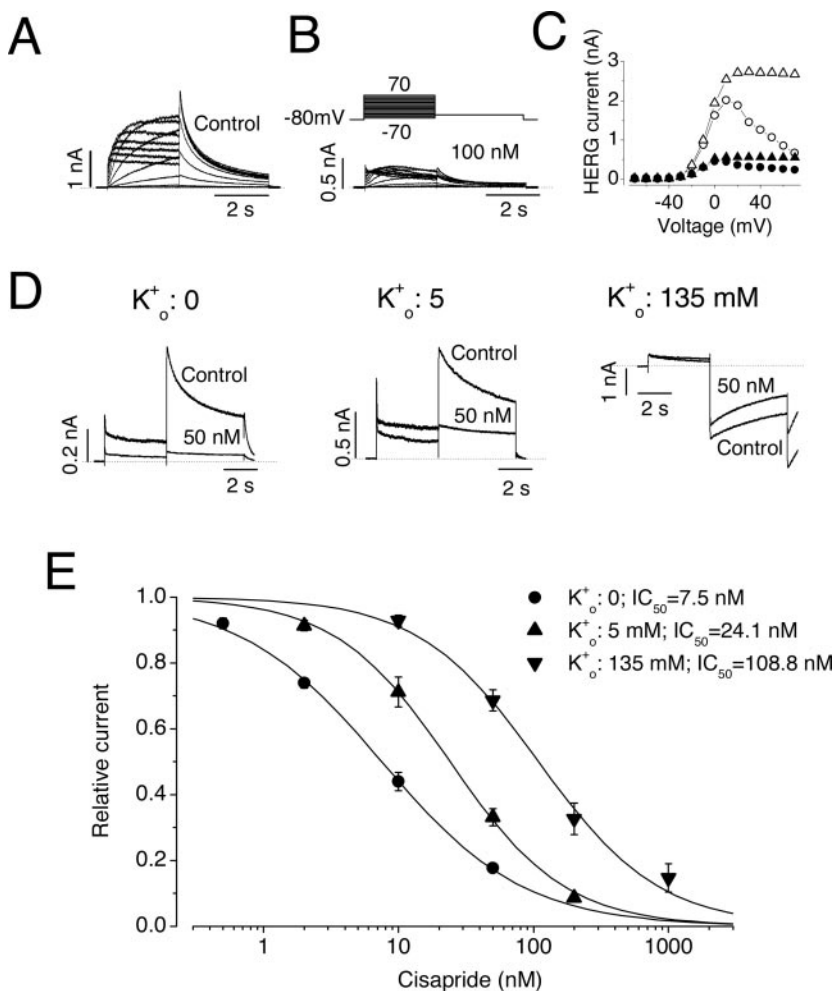 A
Control
1 nA
2 s
B
70
-80mV
-70
100 nM
0.5 nA
2 s
C
HERG current (nA)
3
2
1
0
-40
0
40
Voltage (mV)
D
K⁺ₒ: 0
Control
50 nM
0.2 nA
2 s
K⁺ₒ: 5
Control
50 nM
0.5 nA
2 s
K⁺ₒ: 135 mM
1 nA
2 s
50 nM
Control
E
Relative current
1.0
0.8
0.6
0.4
0.2
0.0
1
10
100
1000
Cisapride (nM)
K⁺ₒ: 0; IC₅₀=7.5 nM
K⁺ₒ: 5 mM; IC₅₀=24.1 nM
K⁺ₒ: 135 mM; IC₅₀=108.8 nM